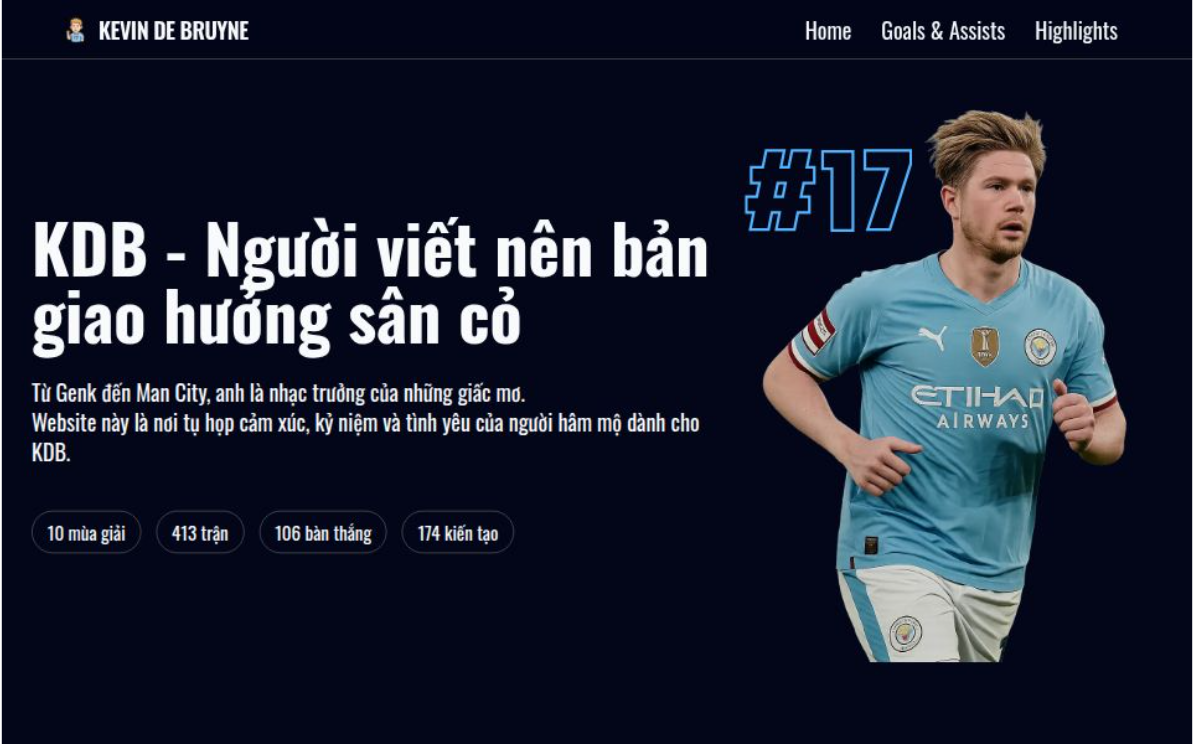 KEVIN DE BRUYNE
Home Goals & Assists Highlights
#17
KDB - Người viết nên bản
giao hưởng sân cỏ
Từ Genk đến Man City, anh là nhạc trưởng của những giấc mơ.
Website này là nơi tụ họp cảm xúc, kỷ niệm và tình yêu của người hâm mộ dành cho
KDB.
10 mùa giải
413 trận
106 bàn thắng
174 kiến tạo
ETIHAD
AIRWAYS